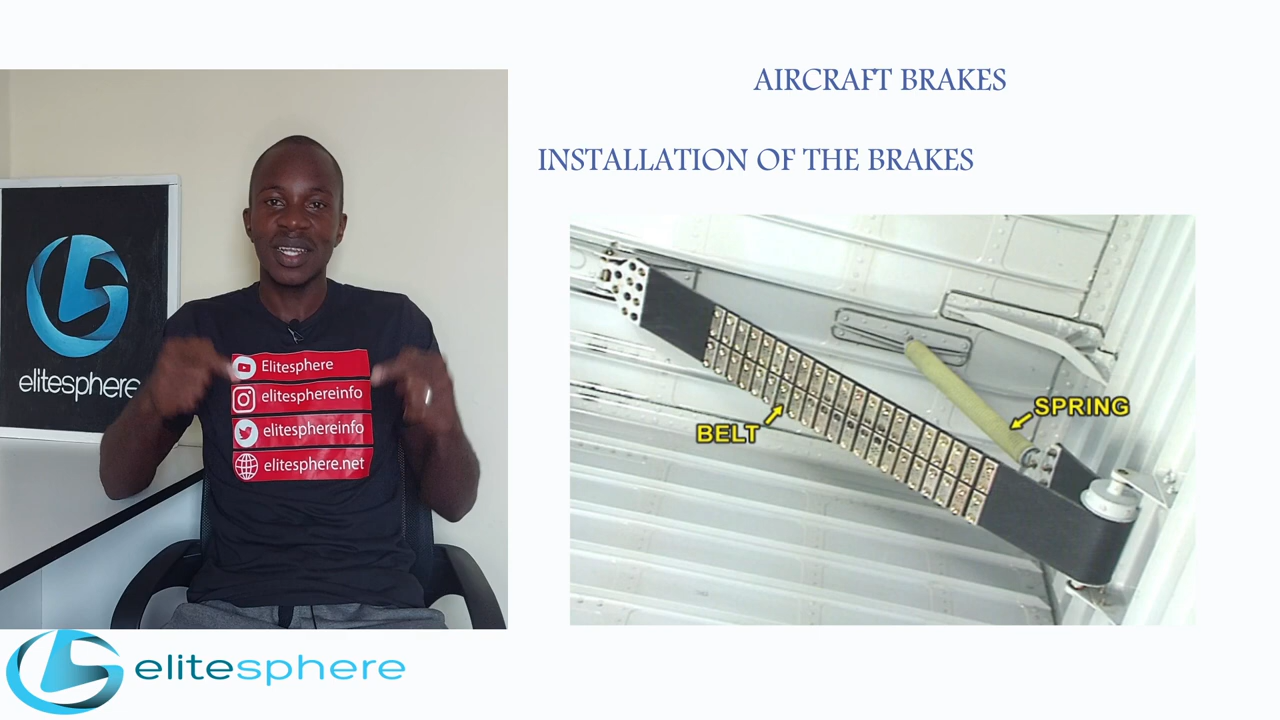 AIRCRAFT BRAKES
INSTALLATION OF THE BRAKES
elitesphere
Elitesphere
elitesphereinfo
elitesphereinfo
elitesphere.net
BELT
SPRING
elitesphere